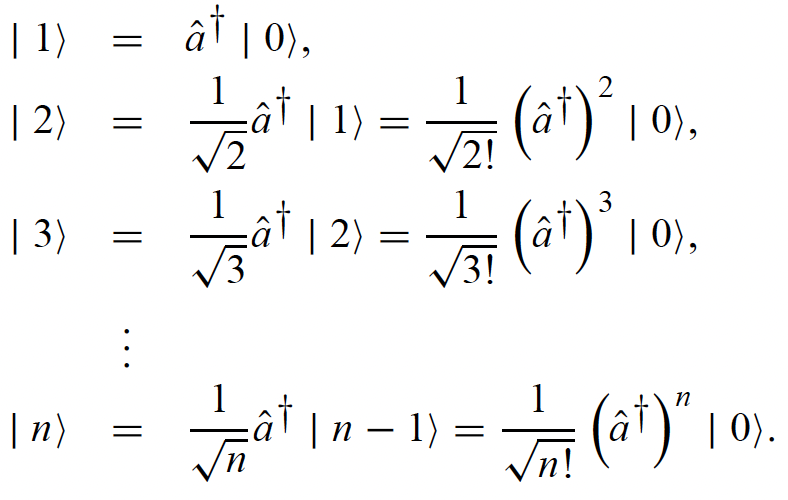 | 1⟩ = â† | 0⟩,
| 2⟩ = 1/√2 â† | 1⟩ = 1/√2! (â†)² | 0⟩,
| 3⟩ = 1/√3 â† | 2⟩ = 1/√3! (â†)³ | 0⟩,
⋮
| n⟩ = 1/√n â† | n − 1⟩ = 1/√n! (â†)ⁿ | 0⟩.